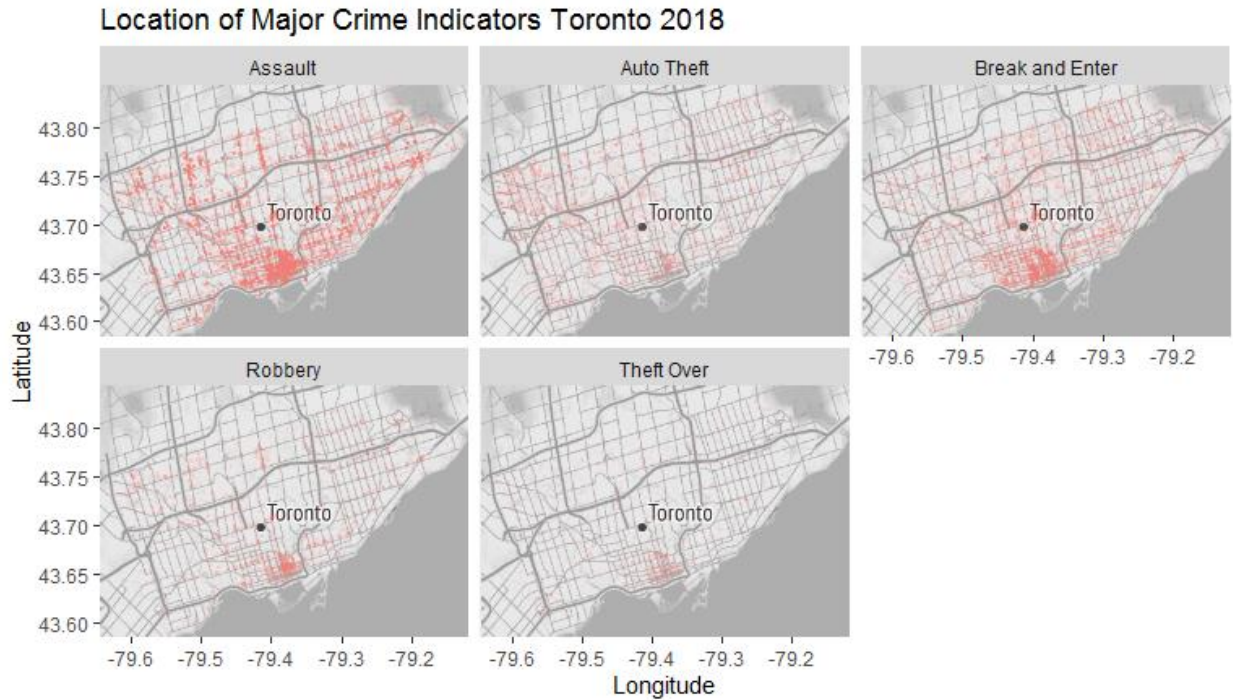 Location of Major Crime Indicators Toronto 2018
Assault
Auto Theft
Break and Enter
43.80
43.75
43.70
43.65
43.60
Toronto
Toronto
Toronto
-79.6 -79.5 -79.4 -79.3 -79.2
Latitude
Robbery
Theft Over
43.80
43.75
43.70
43.65
43.60
Toronto
Toronto
-79.6 -79.5 -79.4 -79.3 -79.2
-79.6 -79.5 -79.4 -79.3 -79.2
Longitude